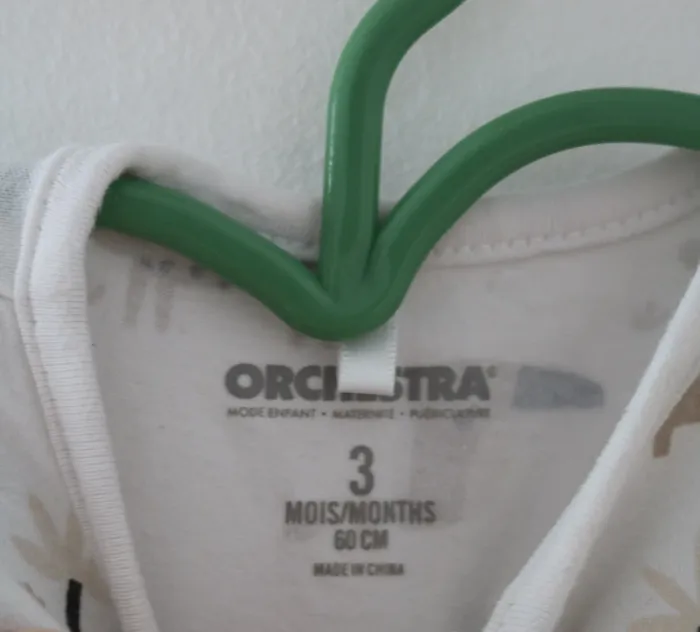 ORCHESTRA®
MODE ENFANT • MATERNITÉ • PUÉRICULTURE
3
MOIS/MONTHS
60 CM
MADE IN CHINA